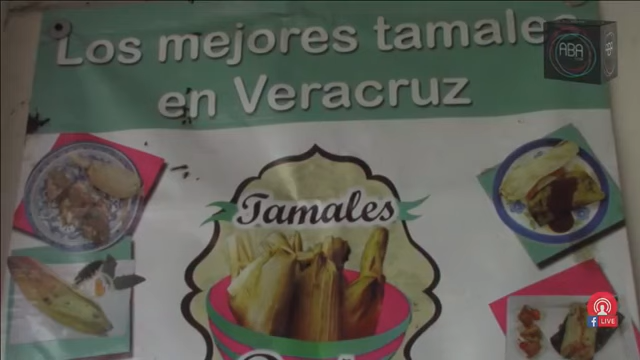 Los mejores tamales
en Veracruz
ABA
Tamales
LIVE